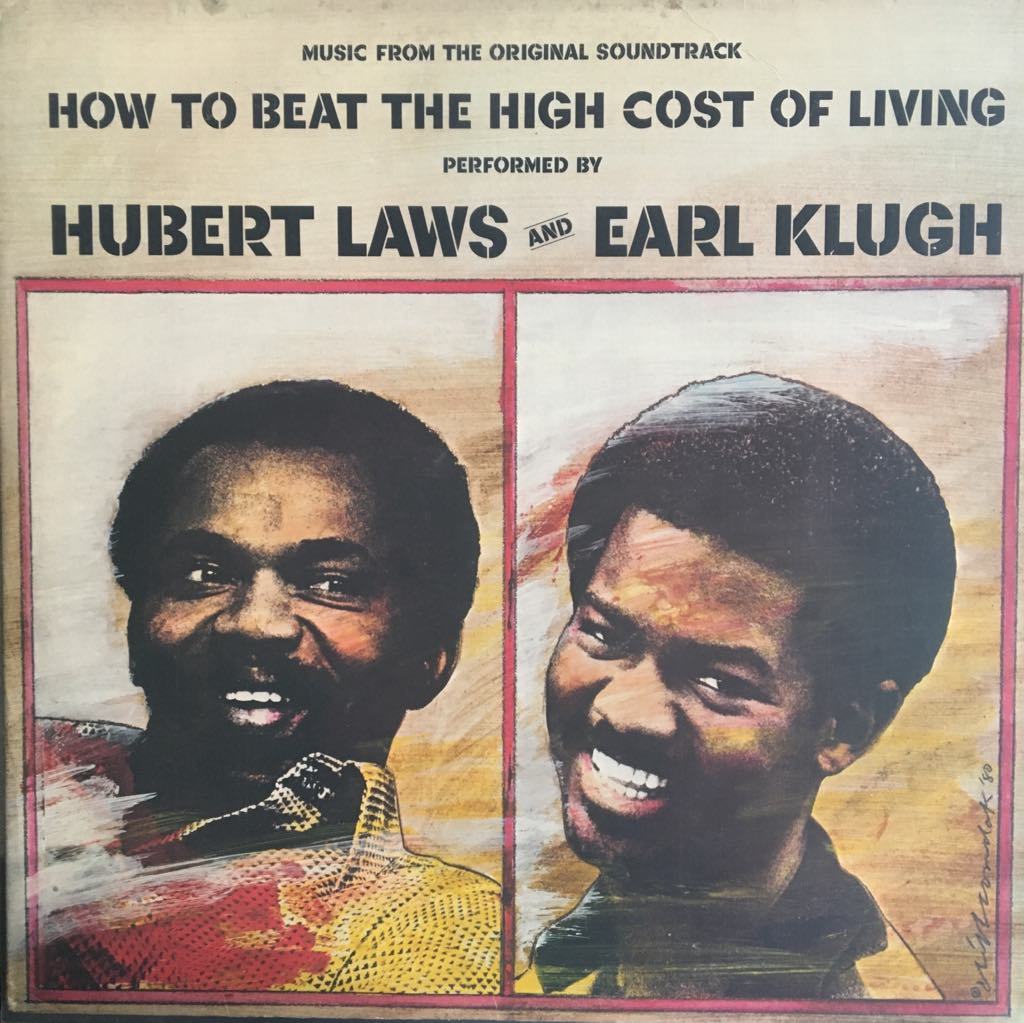 MUSIC FROM THE ORIGINAL SOUNDTRACK
HOW TO BEAT THE HIGH COST OF LIVING
PERFORMED BY
HUBERT LAWS AND EARL KLUGH
'80